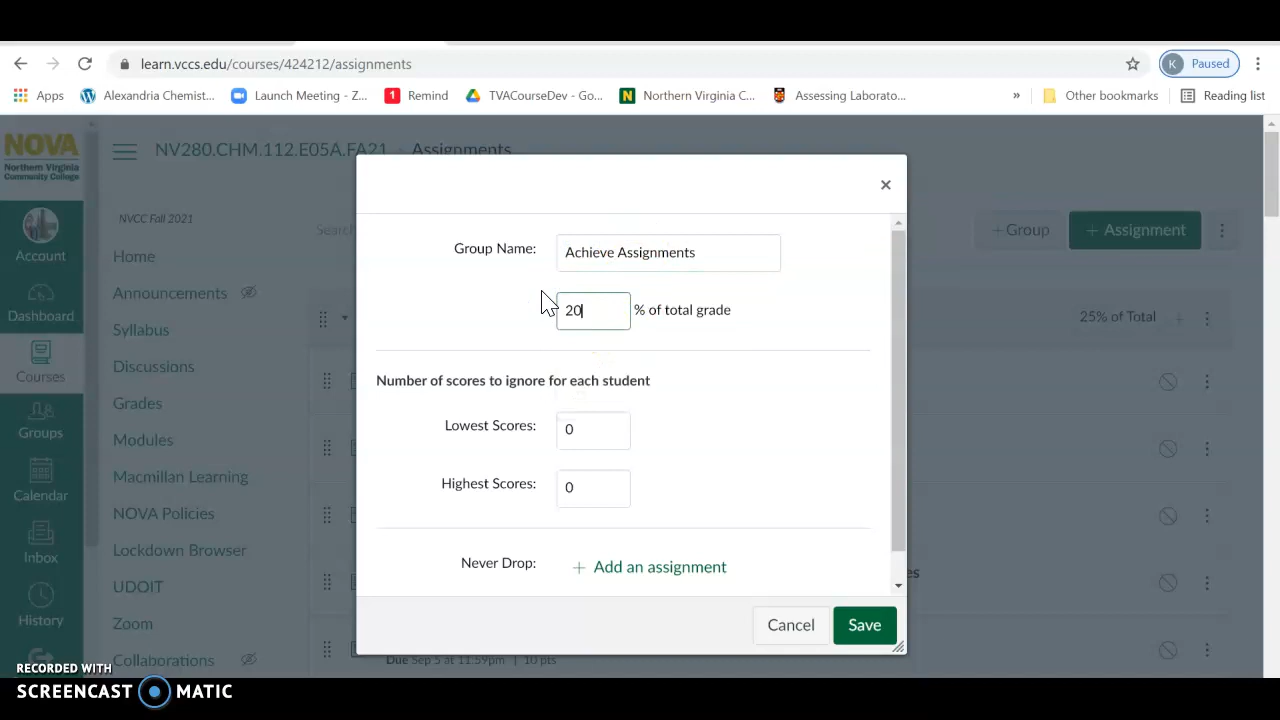 learn.vccs.edu/courses/424212/assignments
K Paused
Apps Alexandria Chemist... Launch Meeting - Z... 1 Remind TVACourseDev - Go... N Northern Virginia C... Assessing Laborato... » Other bookmarks Reading list
NOVA
Northern Virginia
Community College
NV280.CHM.112.E05A.FA21 Assignments
NVCC Fall 2021
Search
+ Group
+ Assignment
Account
Dashboard
Courses
Groups
Calendar
Inbox
History
Home
Announcements
Syllabus
Discussions
Grades
Modules
Macmillan Learning
NOVA Policies
Lockdown Browser
UDOIT
Zoom
Collaborations
25% of Total +
×
Group Name: Achieve Assignments
20 % of total grade
Number of scores to ignore for each student
Lowest Scores: 0
Highest Scores: 0
Never Drop: + Add an assignment
Cancel Save
Due Sep 5 at 11:59pm | 10 pts
RECORDED WITH
SCREENCAST MATIC